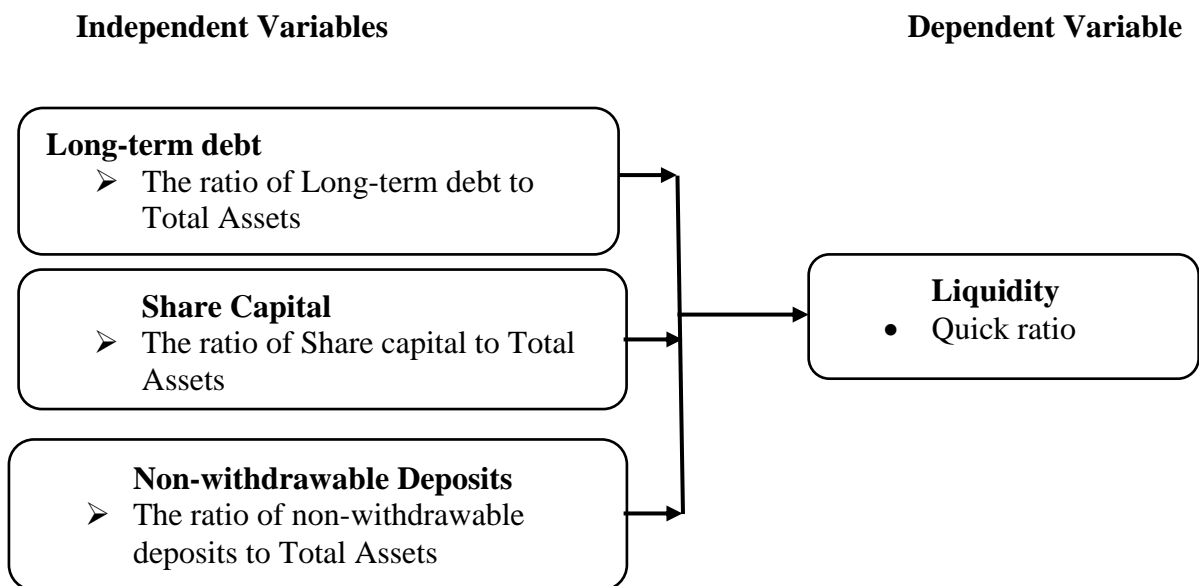 Independent Variables
Dependent Variable
Long-term debt
➢ The ratio of Long-term debt to
Total Assets
Share Capital
➢ The ratio of Share capital to Total
Assets
Non-withdrawable Deposits
➢ The ratio of non-withdrawable
deposits to Total Assets
Liquidity
• Quick ratio